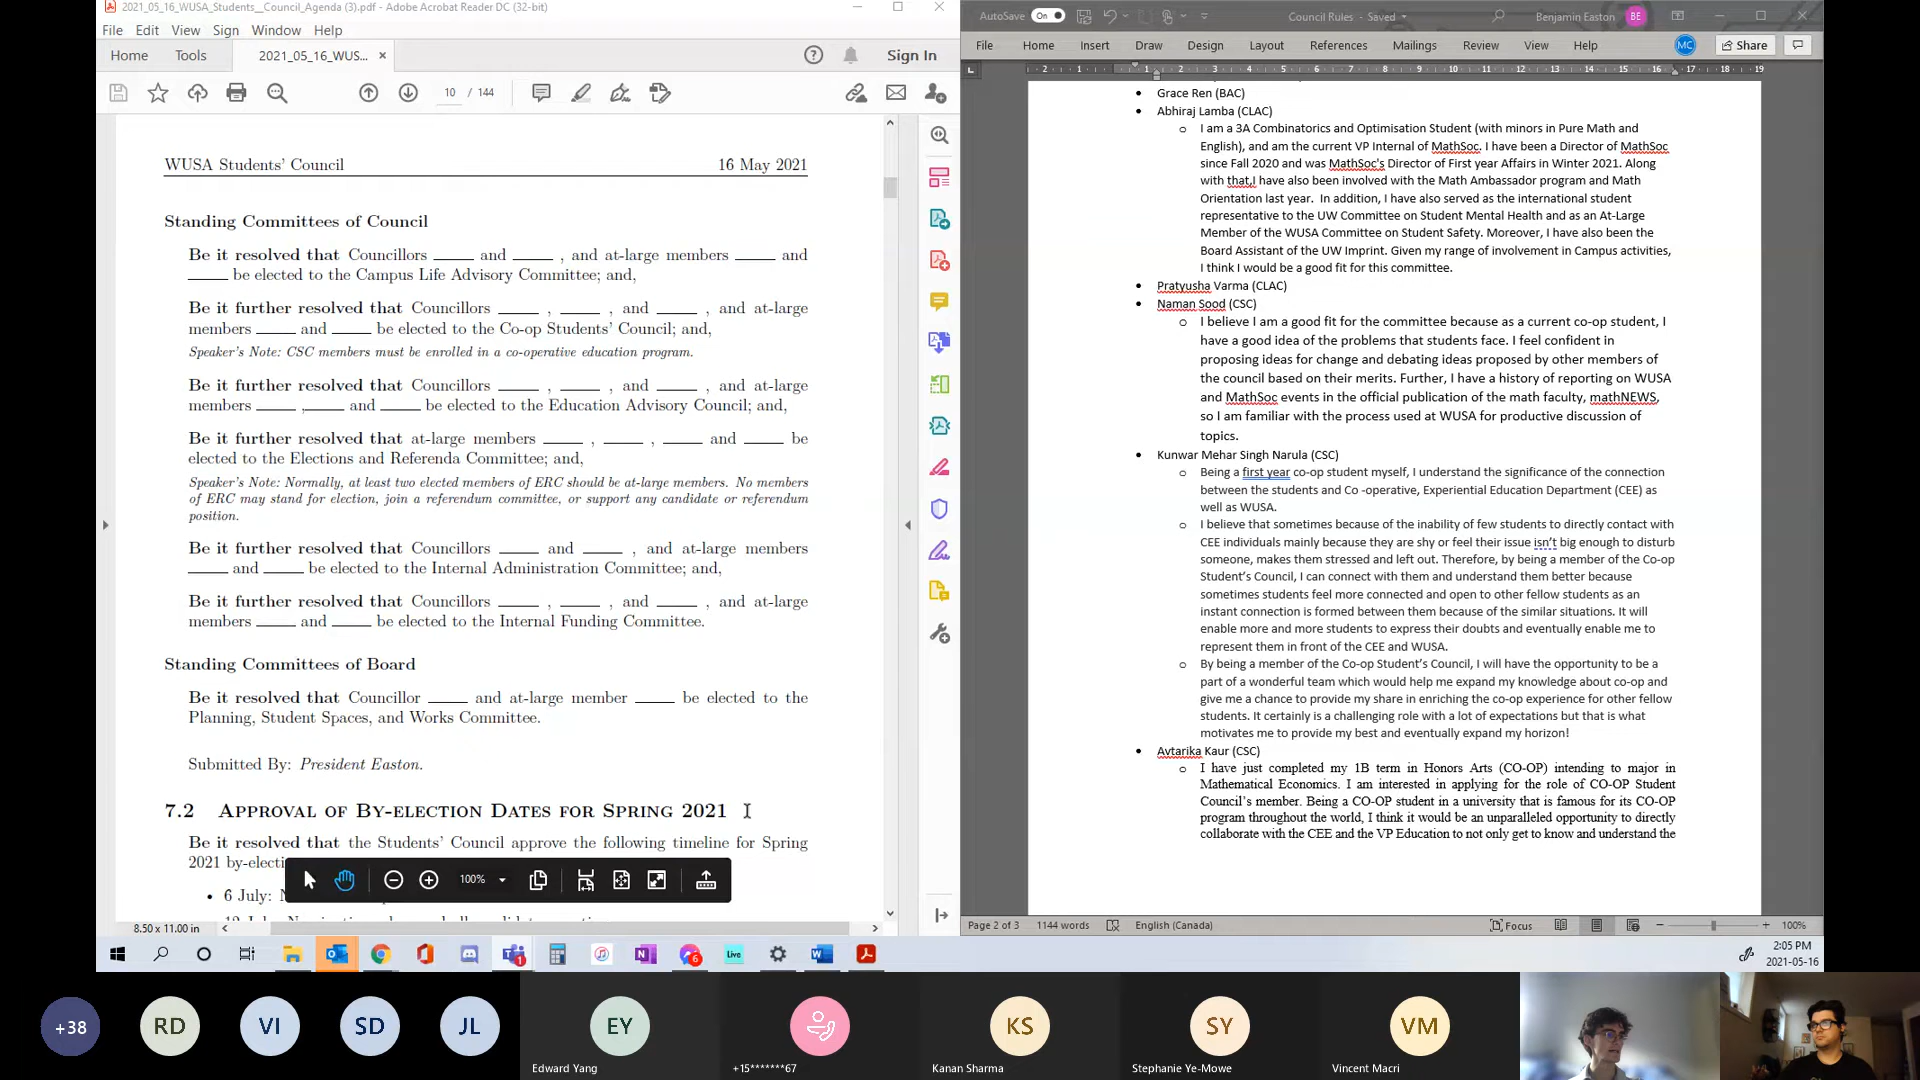 2021_05_16_WUSA_Students__Council_Agenda (3).pdf - Adobe Acrobat Reader DC (32-bit)
File Edit View Sign Window Help
Home Tools 2021_05_16_WUS... × Sign In
10 / 144
WUSA Students' Council 16 May 2021
Standing Committees of Council
Be it resolved that Councillors ____ and ____ , and at-large members ____ and
____ be elected to the Campus Life Advisory Committee; and,
Be it further resolved that Councillors ____ , ____ , and ____ , and at-large
members ____ and ____ be elected to the Co-op Students' Council; and,
Speaker's Note: CSC members must be enrolled in a co-operative education program.
Be it further resolved that Councillors ____ , ____ , and ____ , and at-large
members ____ ,____ and ____ be elected to the Education Advisory Council; and,
Be it further resolved that at-large members ____ , ____ , ____ and ____ be
elected to the Elections and Referenda Committee; and,
Speaker's Note: Normally, at least two elected members of ERC should be at-large members. No members
of ERC may stand for election, join a referendum committee, or support any candidate or referendum
position.
Be it further resolved that Councillors ____ and ____ , and at-large members
____ and ____ be elected to the Internal Administration Committee; and,
Be it further resolved that Councillors ____ , ____ , and ____ , and at-large
members ____ and ____ be elected to the Internal Funding Committee.
Standing Committees of Board
Be it resolved that Councillor ____ and at-large member ____ be elected to the
Planning, Student Spaces, and Works Committee.
Submitted By: President Easton.
7.2 Approval of By-election Dates for Spring 2021
Be it resolved that the Students' Council approve the following timeline for Spring
2021 by-electi
• 6 July: N
100%
8.50 x 11.00 in
AutoSave On Council Rules - Saved Benjamin Easton BE
File Home Insert Draw Design Layout References Mailings Review View Help MC Share
2 1 1 2 3 4 5 6 7 8 9 10 11 12 13 14 15 17 18 19
• Grace Ren (BAC)
• Abhiraj Lamba (CLAC)
o I am a 3A Combinatorics and Optimisation Student (with minors in Pure Math and
English), and am the current VP Internal of MathSoc. I have been a Director of MathSoc
since Fall 2020 and was MathSoc's Director of First year Affairs in Winter 2021. Along
with that,I have also been involved with the Math Ambassador program and Math
Orientation last year. In addition, I have also served as the international student
representative to the UW Committee on Student Mental Health and as an At-Large
Member of the WUSA Committee on Student Safety. Moreover, I have also been the
Board Assistant of the UW Imprint. Given my range of involvement in Campus activities,
I think I would be a good fit for this committee.
• Pratyusha Varma (CLAC)
• Naman Sood (CSC)
o I believe I am a good fit for the committee because as a current co-op student, I
have a good idea of the problems that students face. I feel confident in
proposing ideas for change and debating ideas proposed by other members of
the council based on their merits. Further, I have a history of reporting on WUSA
and MathSoc events in the official publication of the math faculty, mathNEWS,
so I am familiar with the process used at WUSA for productive discussion of
topics.
• Kunwar Mehar Singh Narula (CSC)
o Being a first year co-op student myself, I understand the significance of the connection
between the students and Co -operative, Experiential Education Department (CEE) as
well as WUSA.
o I believe that sometimes because of the inability of few students to directly contact with
CEE individuals mainly because they are shy or feel their issue isn't big enough to disturb
someone, makes them stressed and left out. Therefore, by being a member of the Co-op
Student's Council, I can connect with them and understand them better because
sometimes students feel more connected and open to other fellow students as an
instant connection is formed between them because of the similar situations. It will
enable more and more students to express their doubts and eventually enable me to
represent them in front of the CEE and WUSA.
o By being a member of the Co-op Student's Council, I will have the opportunity to be a
part of a wonderful team which would help me expand my knowledge about co-op and
give me a chance to provide my share in enriching the co-op experience for other fellow
students. It certainly is a challenging role with a lot of expectations but that is what
motivates me to provide my best and eventually expand my horizon!
• Avtarika Kaur (CSC)
o I have just completed my 1B term in Honors Arts (CO-OP) intending to major in
Mathematical Economics. I am interested in applying for the role of CO-OP Student
Council's member. Being a CO-OP student in a university that is famous for its CO-OP
program throughout the world, I think it would be an unparalleled opportunity to directly
collaborate with the CEE and the VP Education to not only get to know and understand the
Page 2 of 3 1144 words English (Canada) Focus 100%
Live
2:05 PM
2021-05-16
+38 RD VI SD JL EY KS SY VM
Edward Yang +15*******67 Kanan Sharma Stephanie Ye-Mowe Vincent Macri